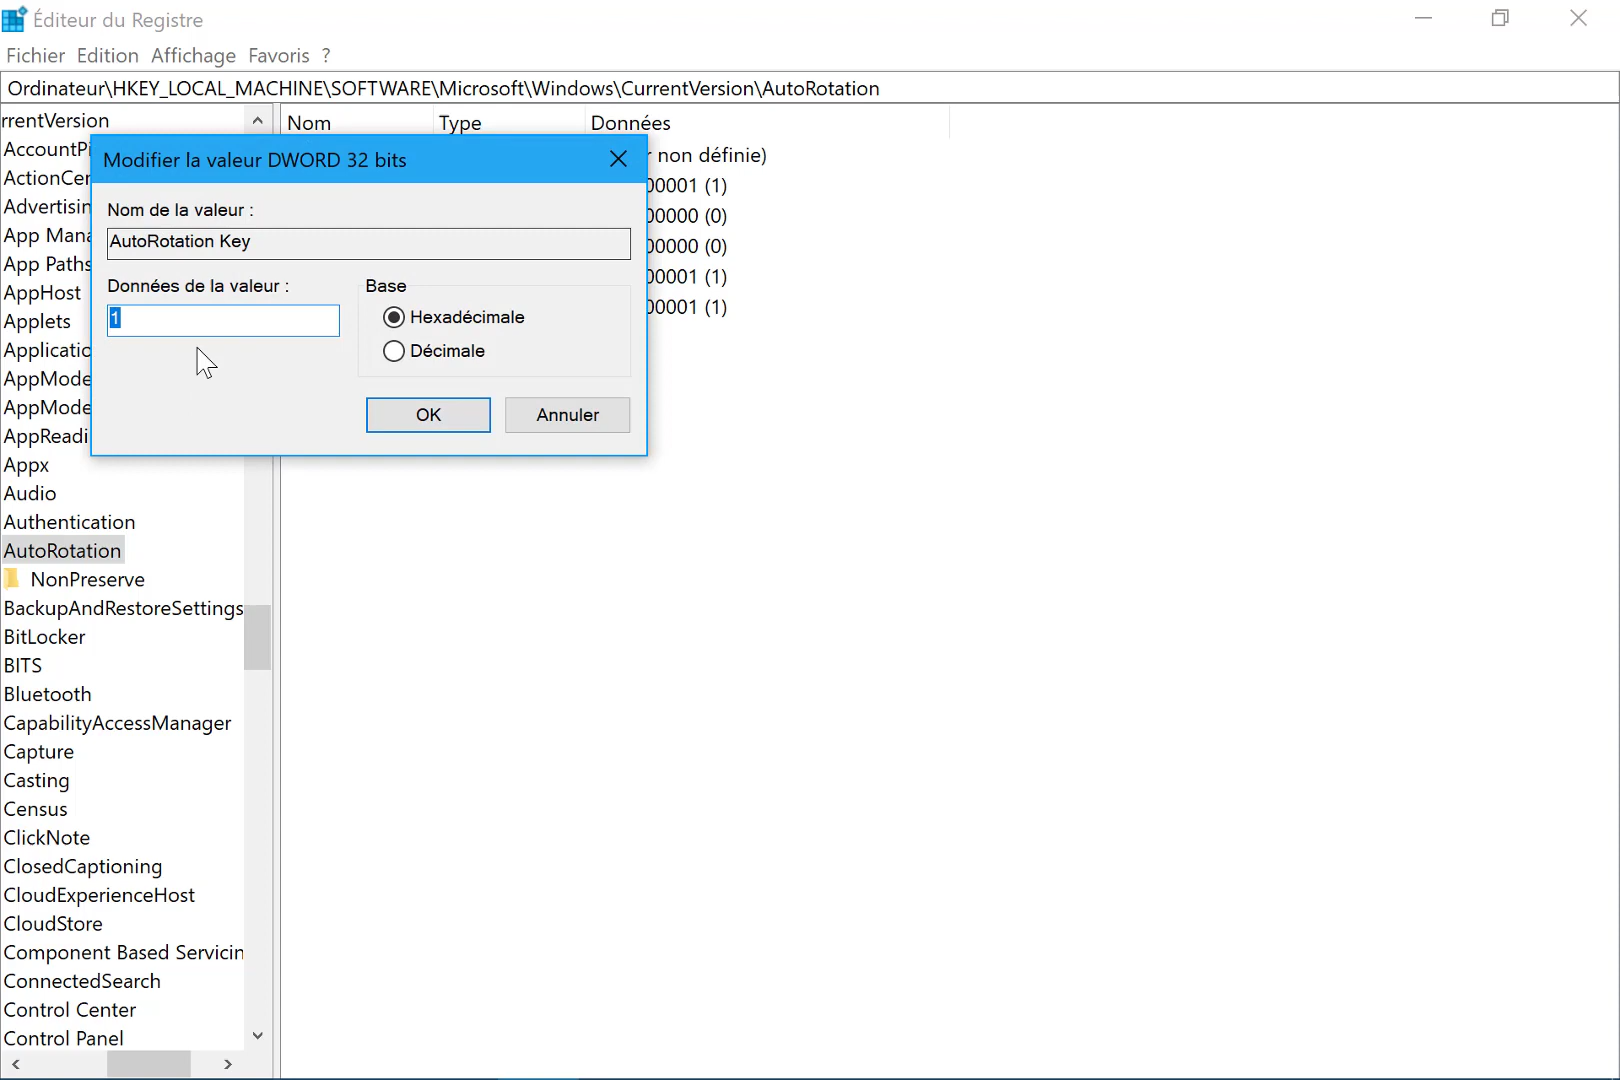 Éditeur du Registre
Fichier Edition Affichage Favoris ?
Ordinateur\HKEY_LOCAL_MACHINE\SOFTWARE\Microsoft\Windows\CurrentVersion\AutoRotation
rrentVersion
AccountPi
ActionCer
Advertisin
App Mana
App Paths
AppHost
Applets
Applicatio
AppMode
AppMode
AppReadi
Appx
Audio
Authentication
AutoRotation
NonPreserve
BackupAndRestoreSettings
BitLocker
BITS
Bluetooth
CapabilityAccessManager
Capture
Casting
Census
ClickNote
ClosedCaptioning
CloudExperienceHost
CloudStore
Component Based Servicin
ConnectedSearch
Control Center
Control Panel
Nom Type Données
r non définie)
00001 (1)
00000 (0)
00000 (0)
00001 (1)
00001 (1)
Modifier la valeur DWORD 32 bits
Nom de la valeur :
AutoRotation Key
Données de la valeur :
1
Base
Hexadécimale
Décimale
OK Annuler